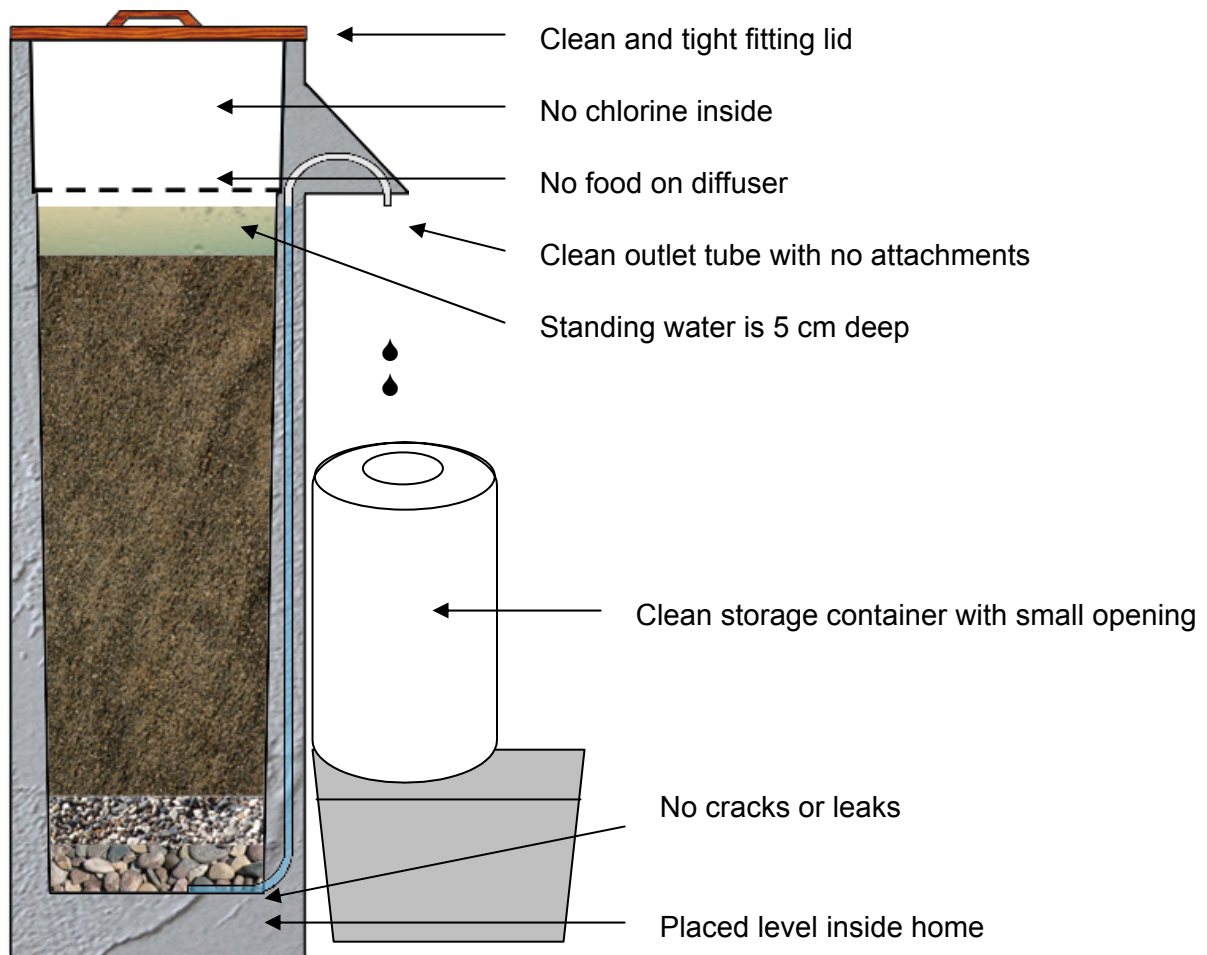 Clean and tight fitting lid
No chlorine inside
No food on diffuser
Clean outlet tube with no attachments
Standing water is 5 cm deep
Clean storage container with small opening
No cracks or leaks
Placed level inside home